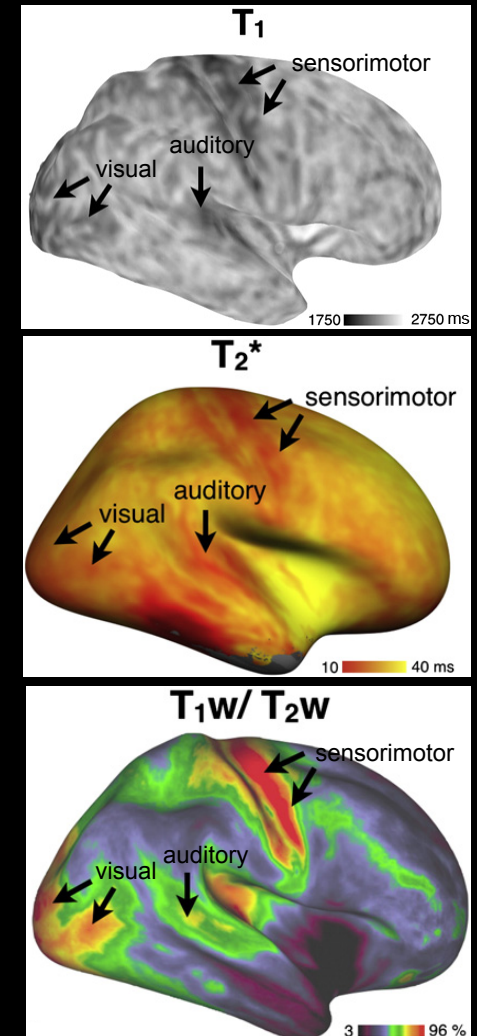 T₁
sensorimotor
auditory
visual
1750 2750 ms
T₂*
sensorimotor
auditory
visual
10 40 ms
T₁w/ T₂w
sensorimotor
auditory
visual
3 96 %